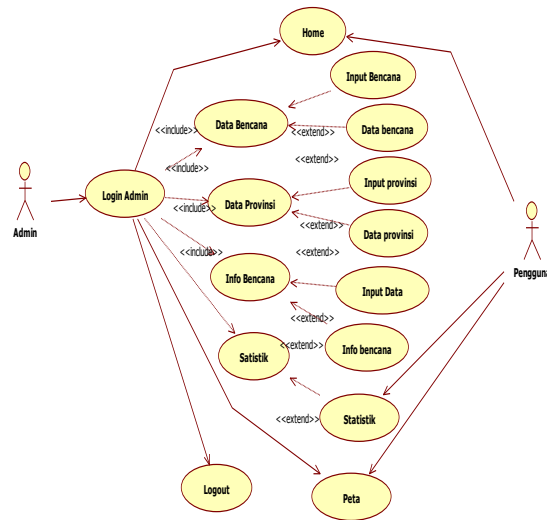 Home
Input Bencana
Data Bencana
<<include>>
<<extend>>
Data bencana
<<extend>>
<<include>>
Login Admin
Admin
Input provinsi
Data Provinsi
<<include>>
<<extend>>
Data provinsi
<<extend>>
<<include>>
Pengguna
Info Bencana
Input Data
<<extend>>
<<extend>>
Info bencana
Satistik
Statistik
<<extend>>
Logout
Peta